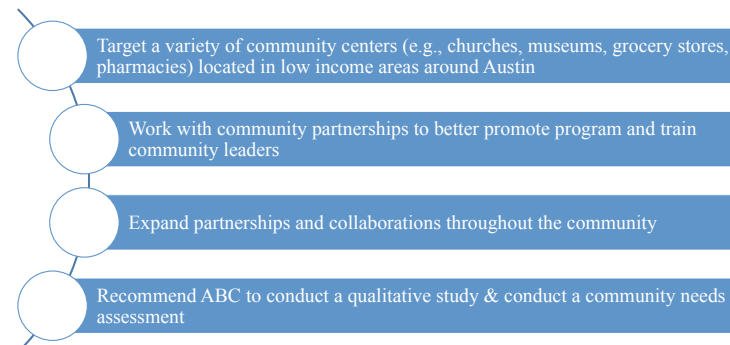 Target a variety of community centers (e.g., churches, museums, grocery stores,
pharmacies) located in low income areas around Austin
Work with community partnerships to better promote program and train
community leaders
Expand partnerships and collaborations throughout the community
Recommend ABC to conduct a qualitative study & conduct a community needs
assessment